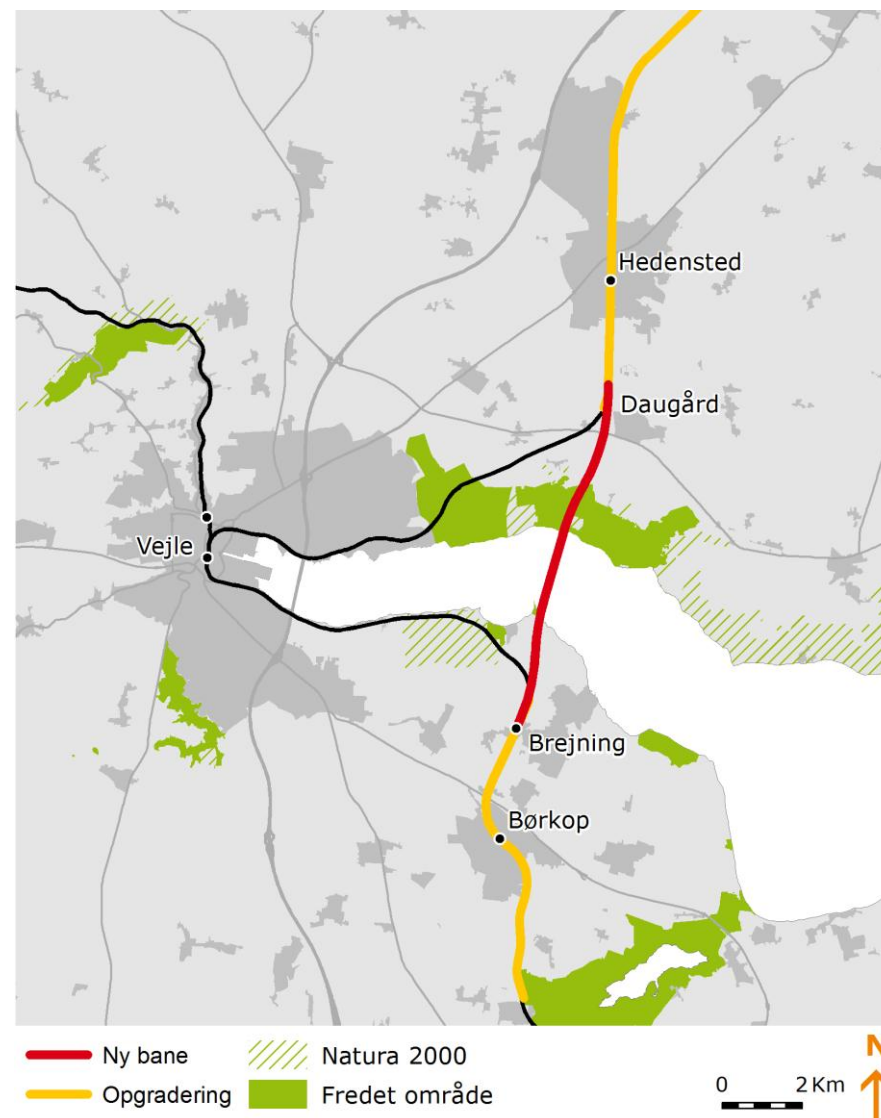 Hedensted
Daugård
Vejle
Brejning
Børkop
Ny bane
Natura 2000
Opgradering
Fredet område
0 2 Km
N